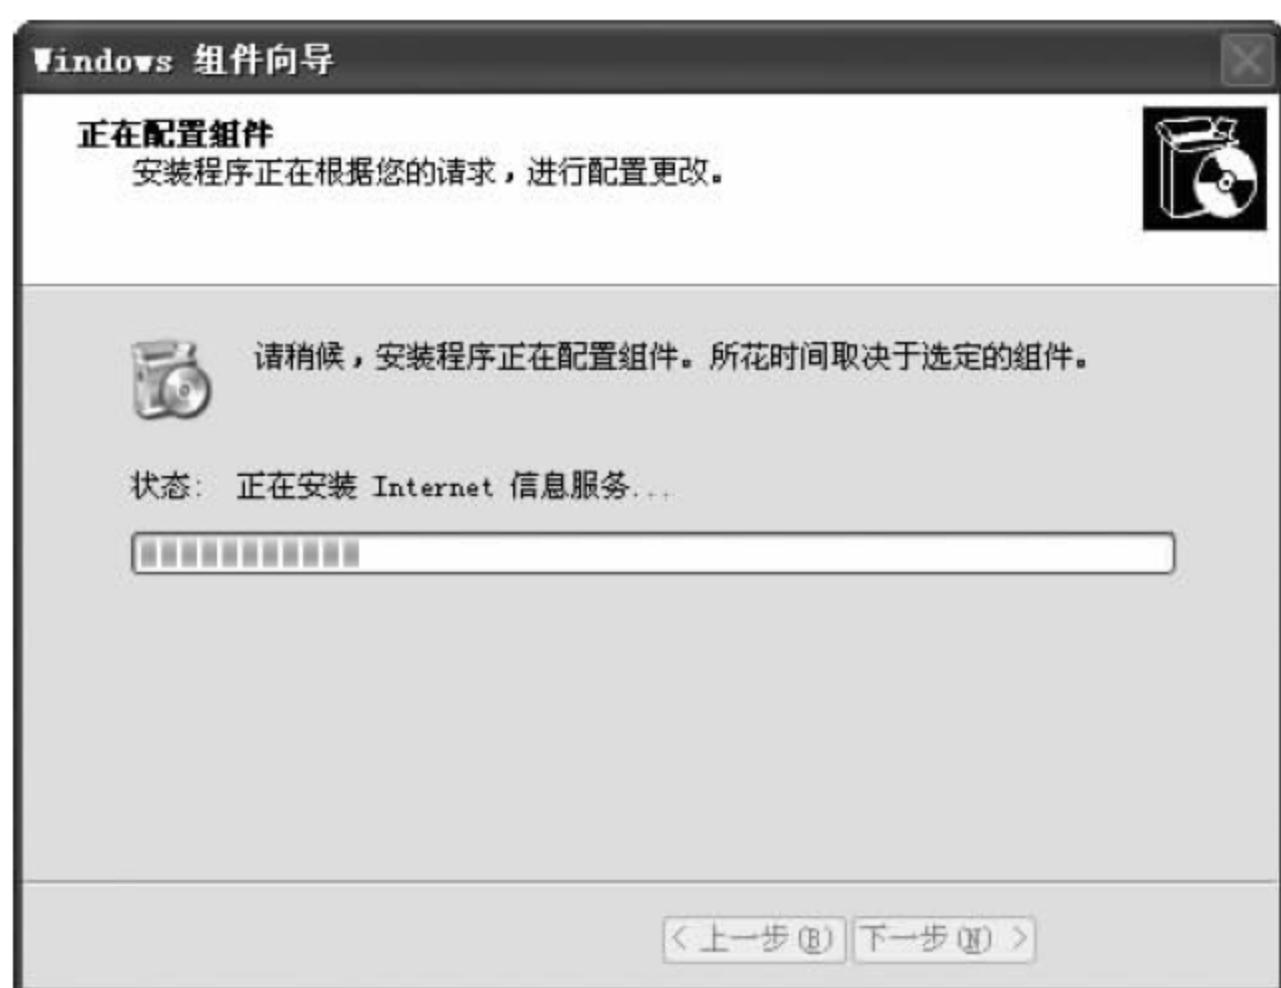 Windows 组件向导
正在配置组件
安装程序正在根据您的请求，进行配置更改。
请稍候，安装程序正在配置组件。所花时间取决于选定的组件。
状态: 正在安装 Internet 信息服务...
< 上一步(B) 下一步(N) >